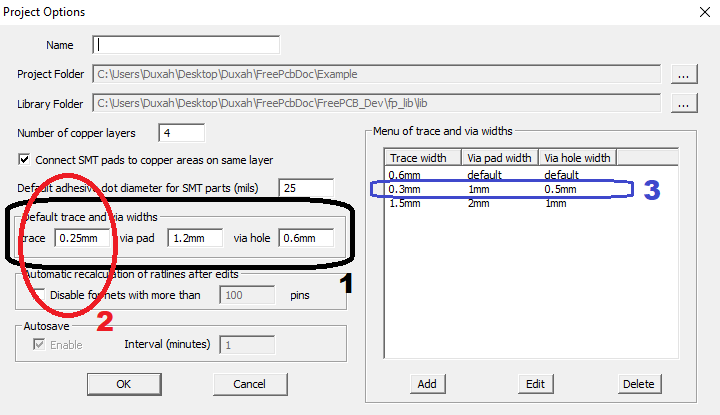 Project Options
Name
Project Folder C:\Users\Duxah\Desktop\Duxah\FreePcbDoc\Example ...
Library Folder C:\Users\Duxah\Desktop\Duxah\FreePcbDoc\FreePCB_Dev\fp_lib\lib ...
Number of copper layers 4
Connect SMT pads to copper areas on same layer
Default adhesive dot diameter for SMT parts (mils) 25
Default trace and via widths
trace 0.25mm via pad 1.2mm via hole 0.6mm
1
Automatic recalculation of ratlines after edits
Disable for nets with more than 100 pins
2
Autosave
Enable Interval (minutes) 1
OK Cancel
Menu of trace and via widths
Trace width Via pad width Via hole width
0.6mm default default
0.3mm 1mm 0.5mm 3
1.5mm 2mm 1mm
Add Edit Delete